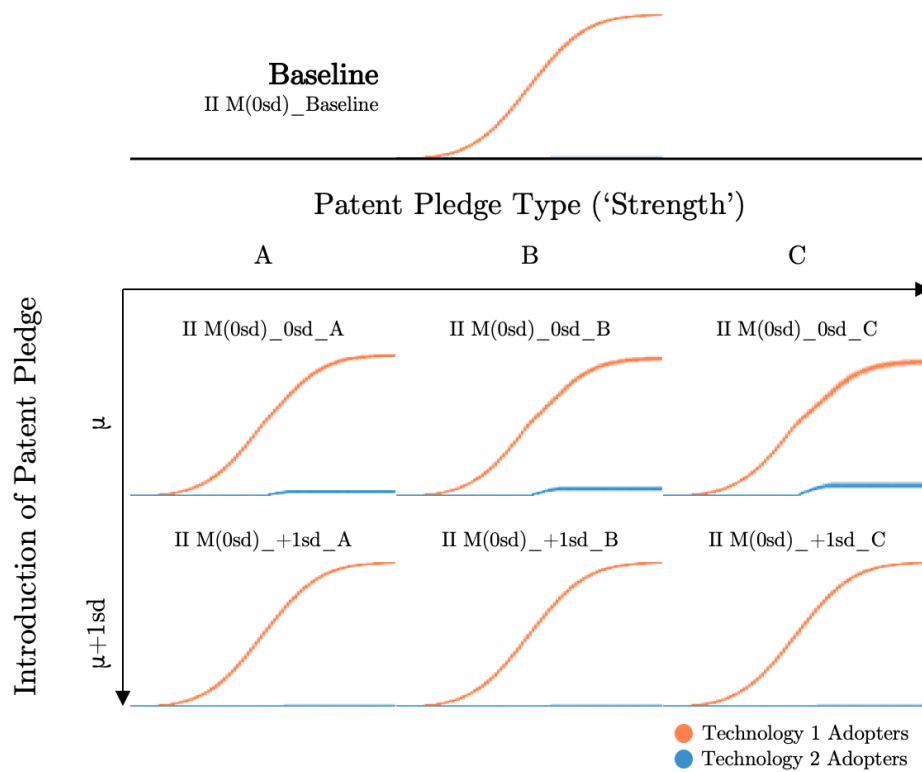 Baseline
II M(0sd)_Baseline
Patent Pledge Type (‘Strength’)
A B C
Introduction of Patent Pledge
μ
II M(0sd)_0sd_A II M(0sd)_0sd_B II M(0sd)_0sd_C
μ+1sd
II M(0sd)_+1sd_A II M(0sd)_+1sd_B II M(0sd)_+1sd_C
Technology 1 Adopters
Technology 2 Adopters